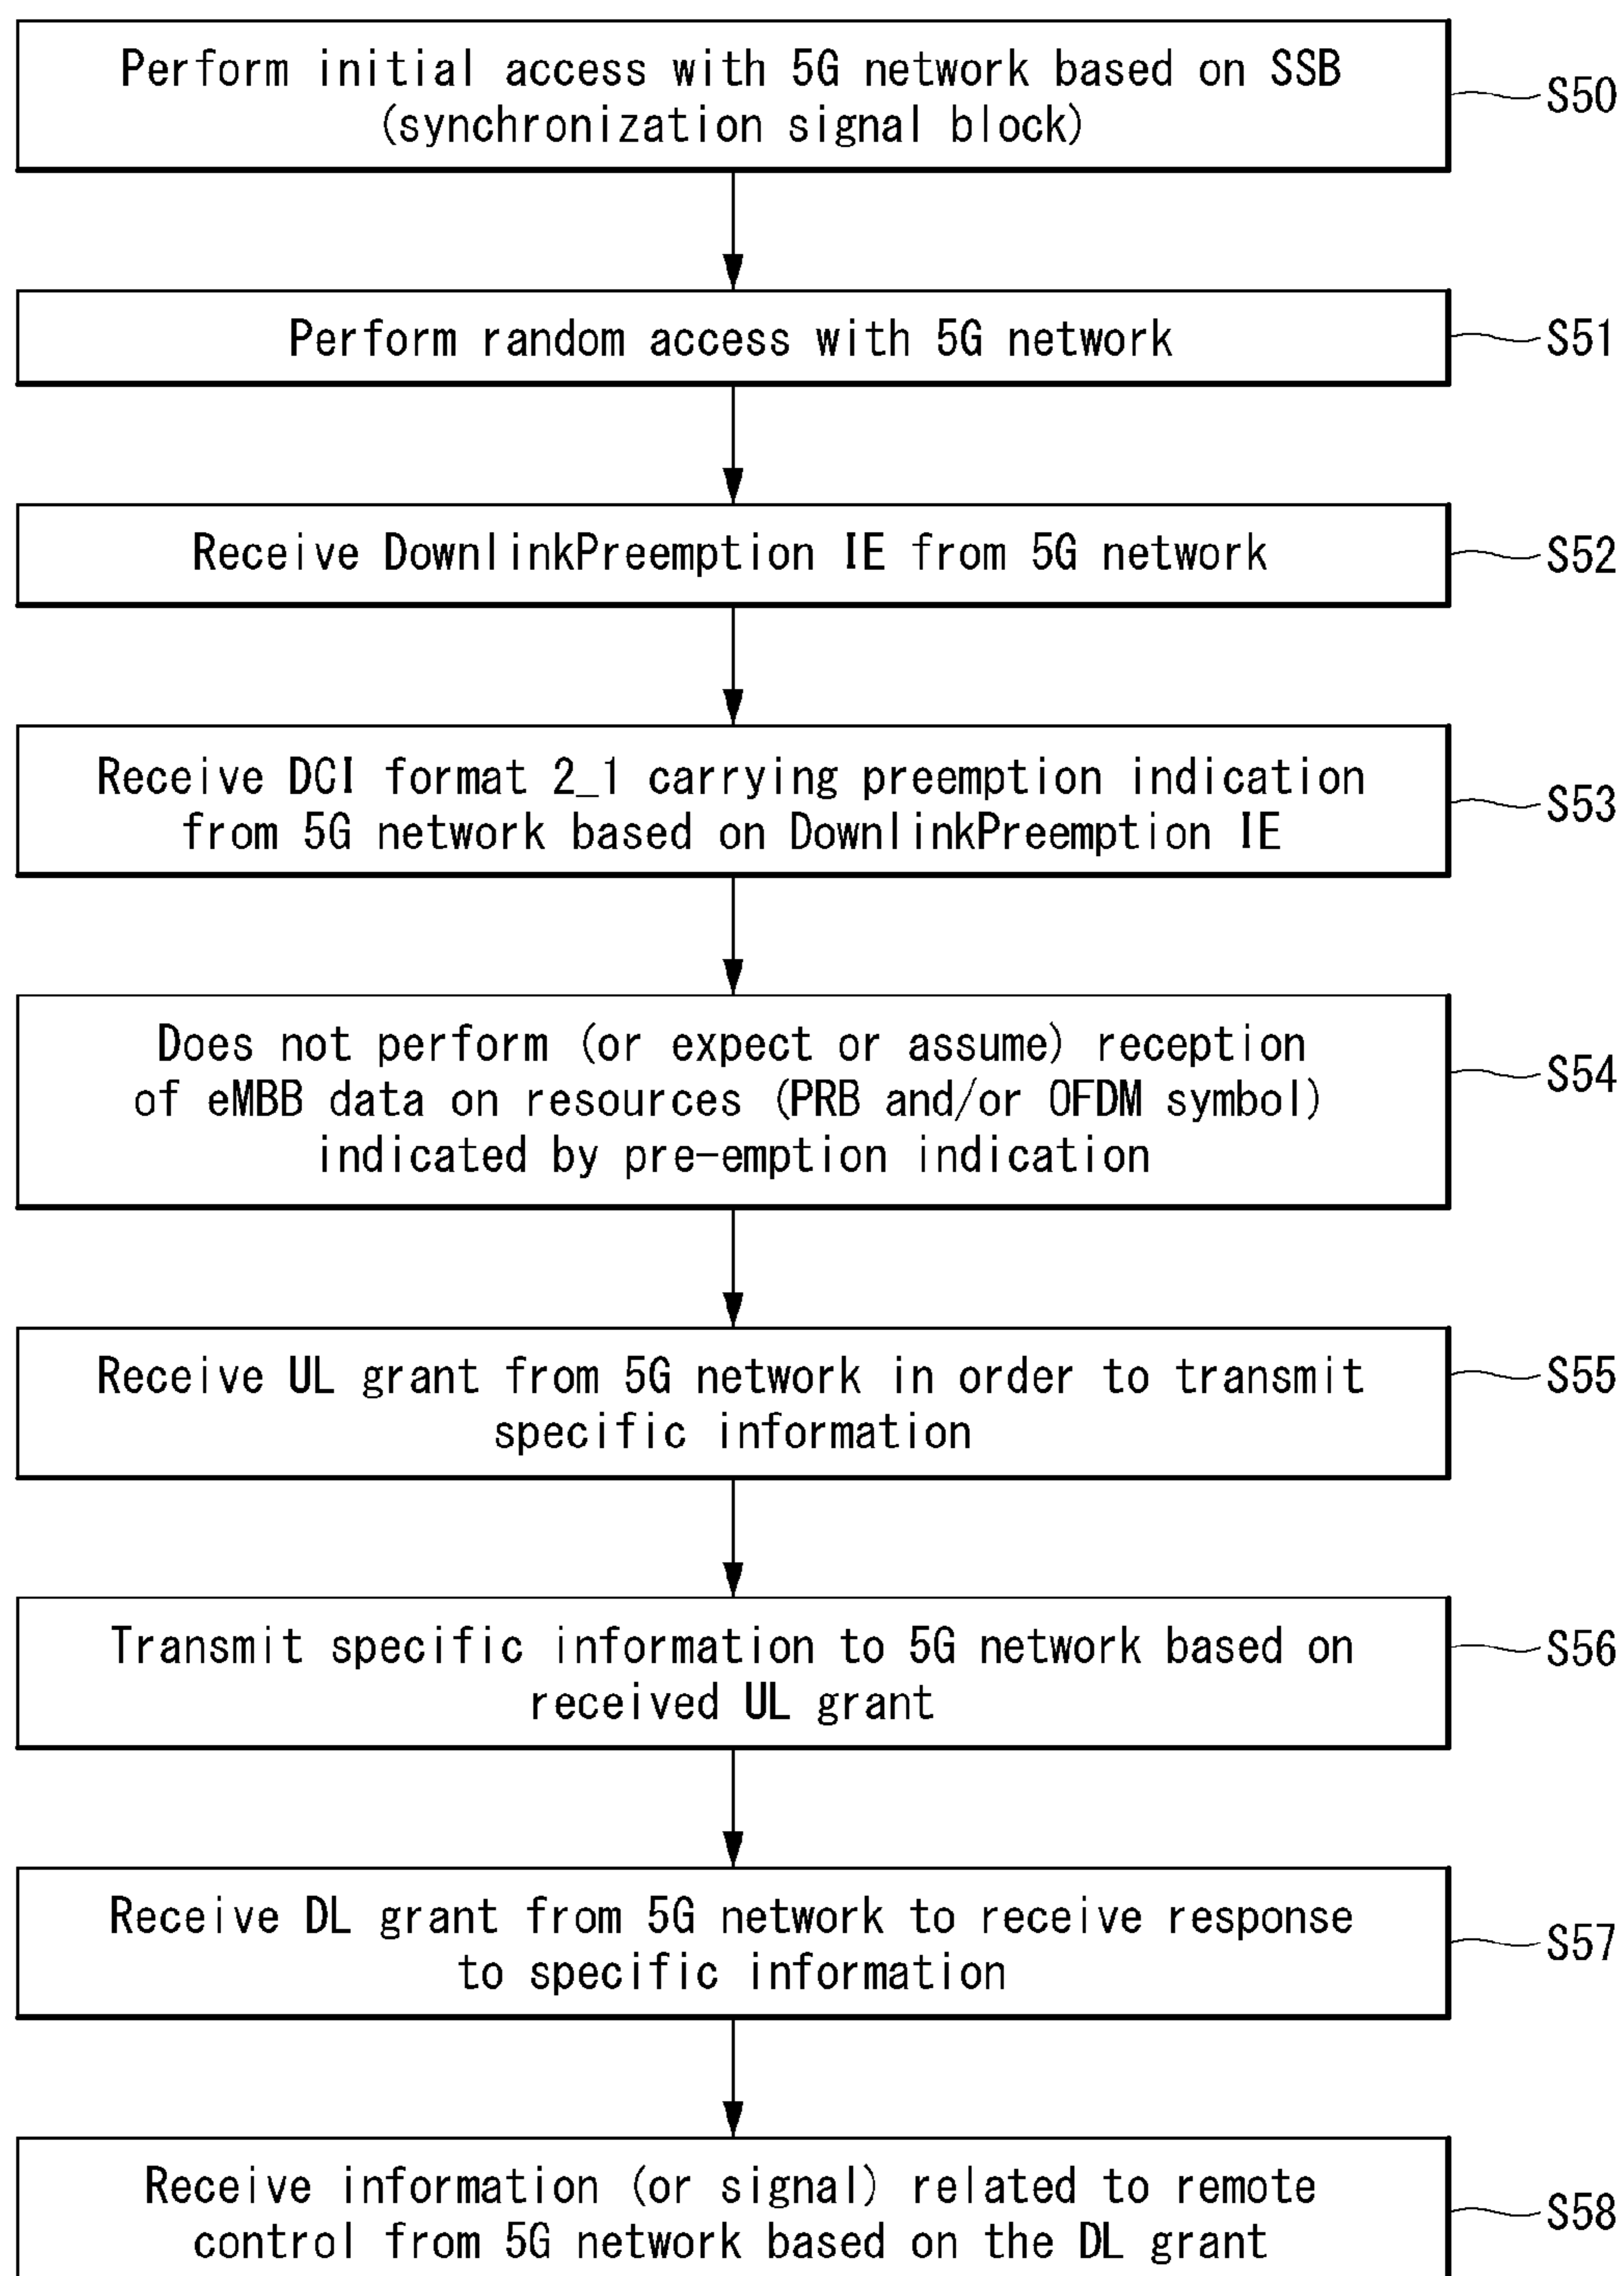 Perform initial access with 5G network based on SSB
(synchronization signal block)
S50
Perform random access with 5G network
S51
Receive DownlinkPreemption IE from 5G network
S52
Receive DCI format 2_1 carrying preemption indication
from 5G network based on DownlinkPreemption IE
S53
Does not perform (or expect or assume) reception
of eMBB data on resources (PRB and/or OFDM symbol)
indicated by pre-emption indication
S54
Receive UL grant from 5G network in order to transmit
specific information
S55
Transmit specific information to 5G network based on
received UL grant
S56
Receive DL grant from 5G network to receive response
to specific information
S57
Receive information (or signal) related to remote
control from 5G network based on the DL grant
S58